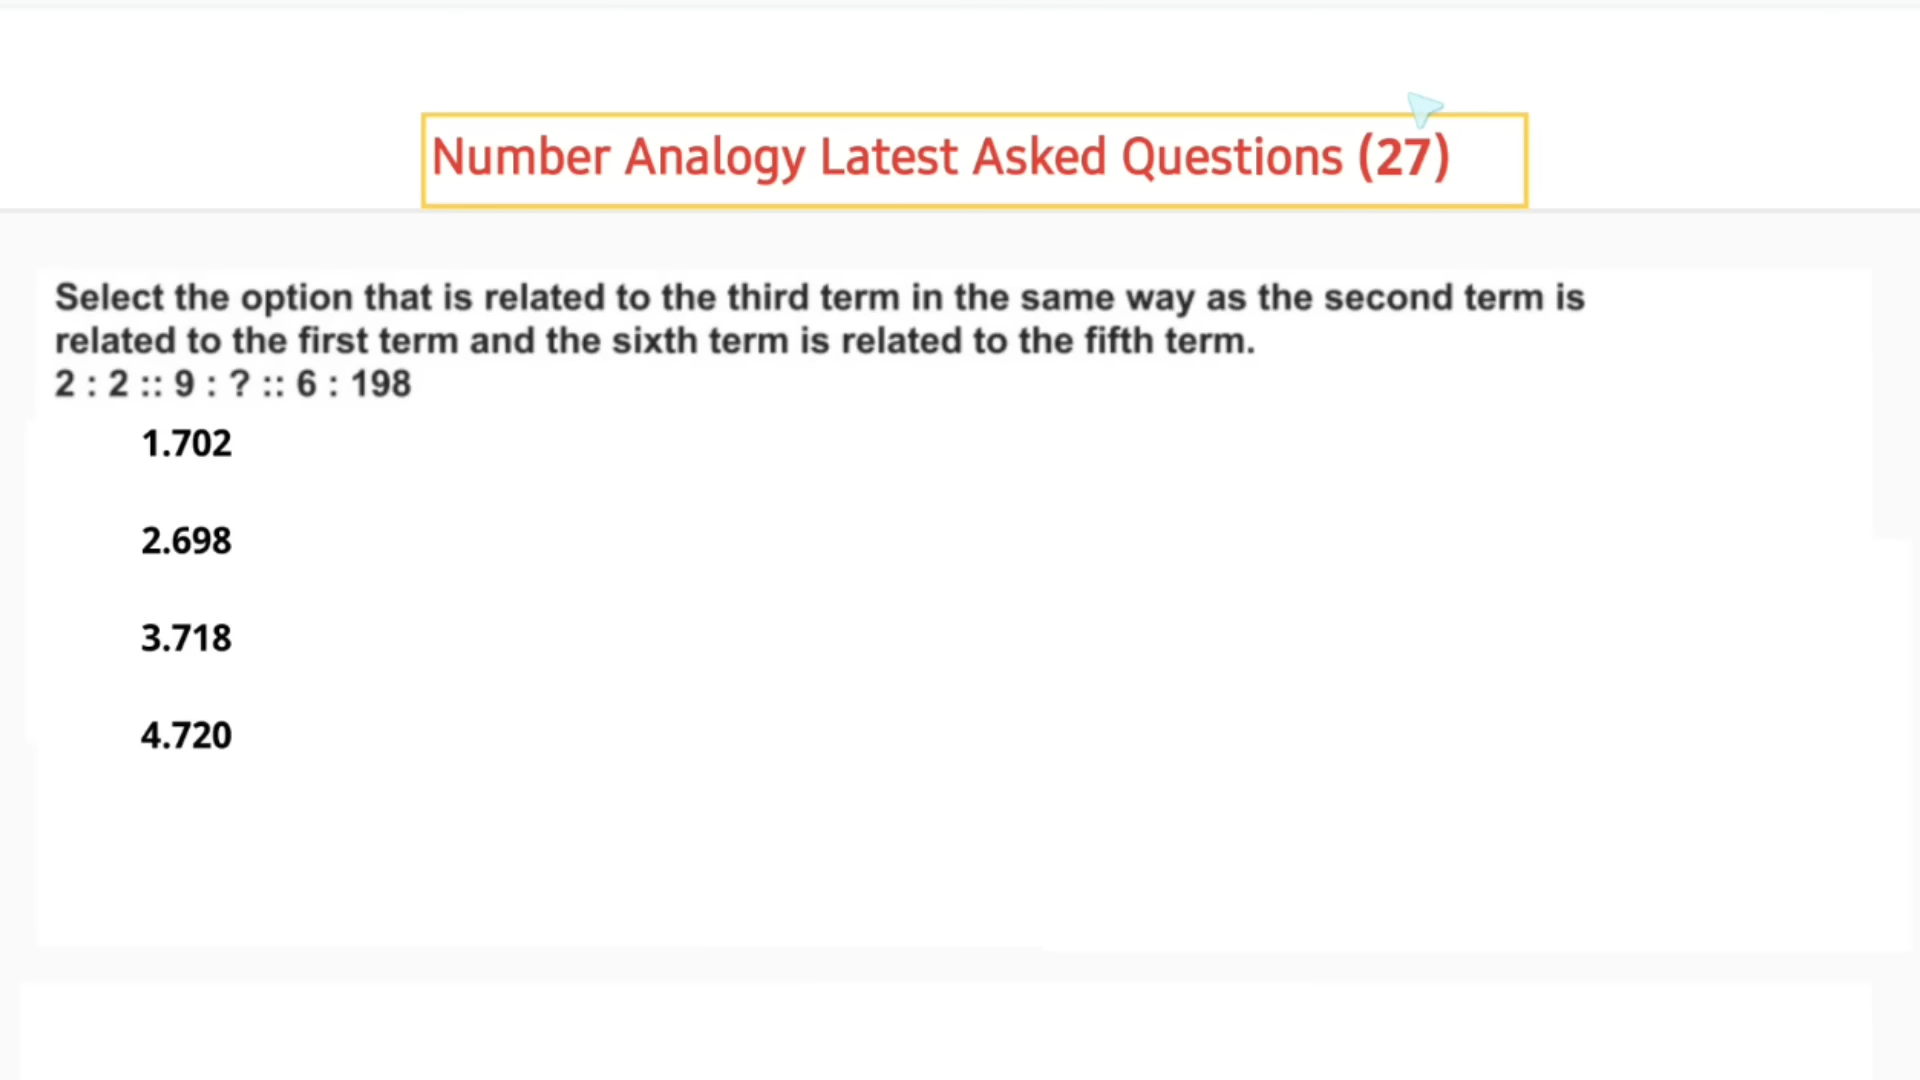 Number Analogy Latest Asked Questions (27)
Select the option that is related to the third term in the same way as the second term is
related to the first term and the sixth term is related to the fifth term.
2 : 2 :: 9 : ? :: 6 : 198
1.702
2.698
3.718
4.720